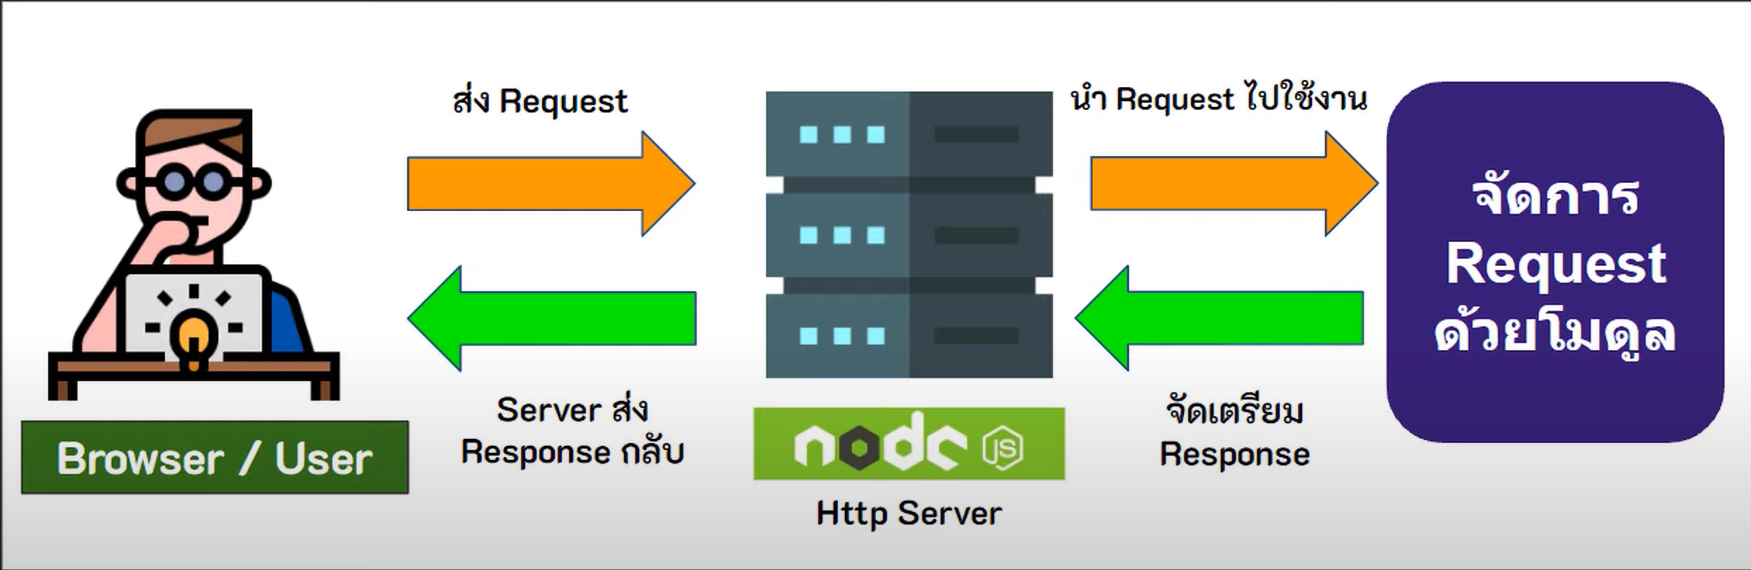 ส่ง Request
นำ Request ไปใช้งาน
จัดการ
Request
ด้วยโมดูล
Server ส่ง
Response กลับ
จัดเตรียม
Response
Browser / User
node JS
Http Server